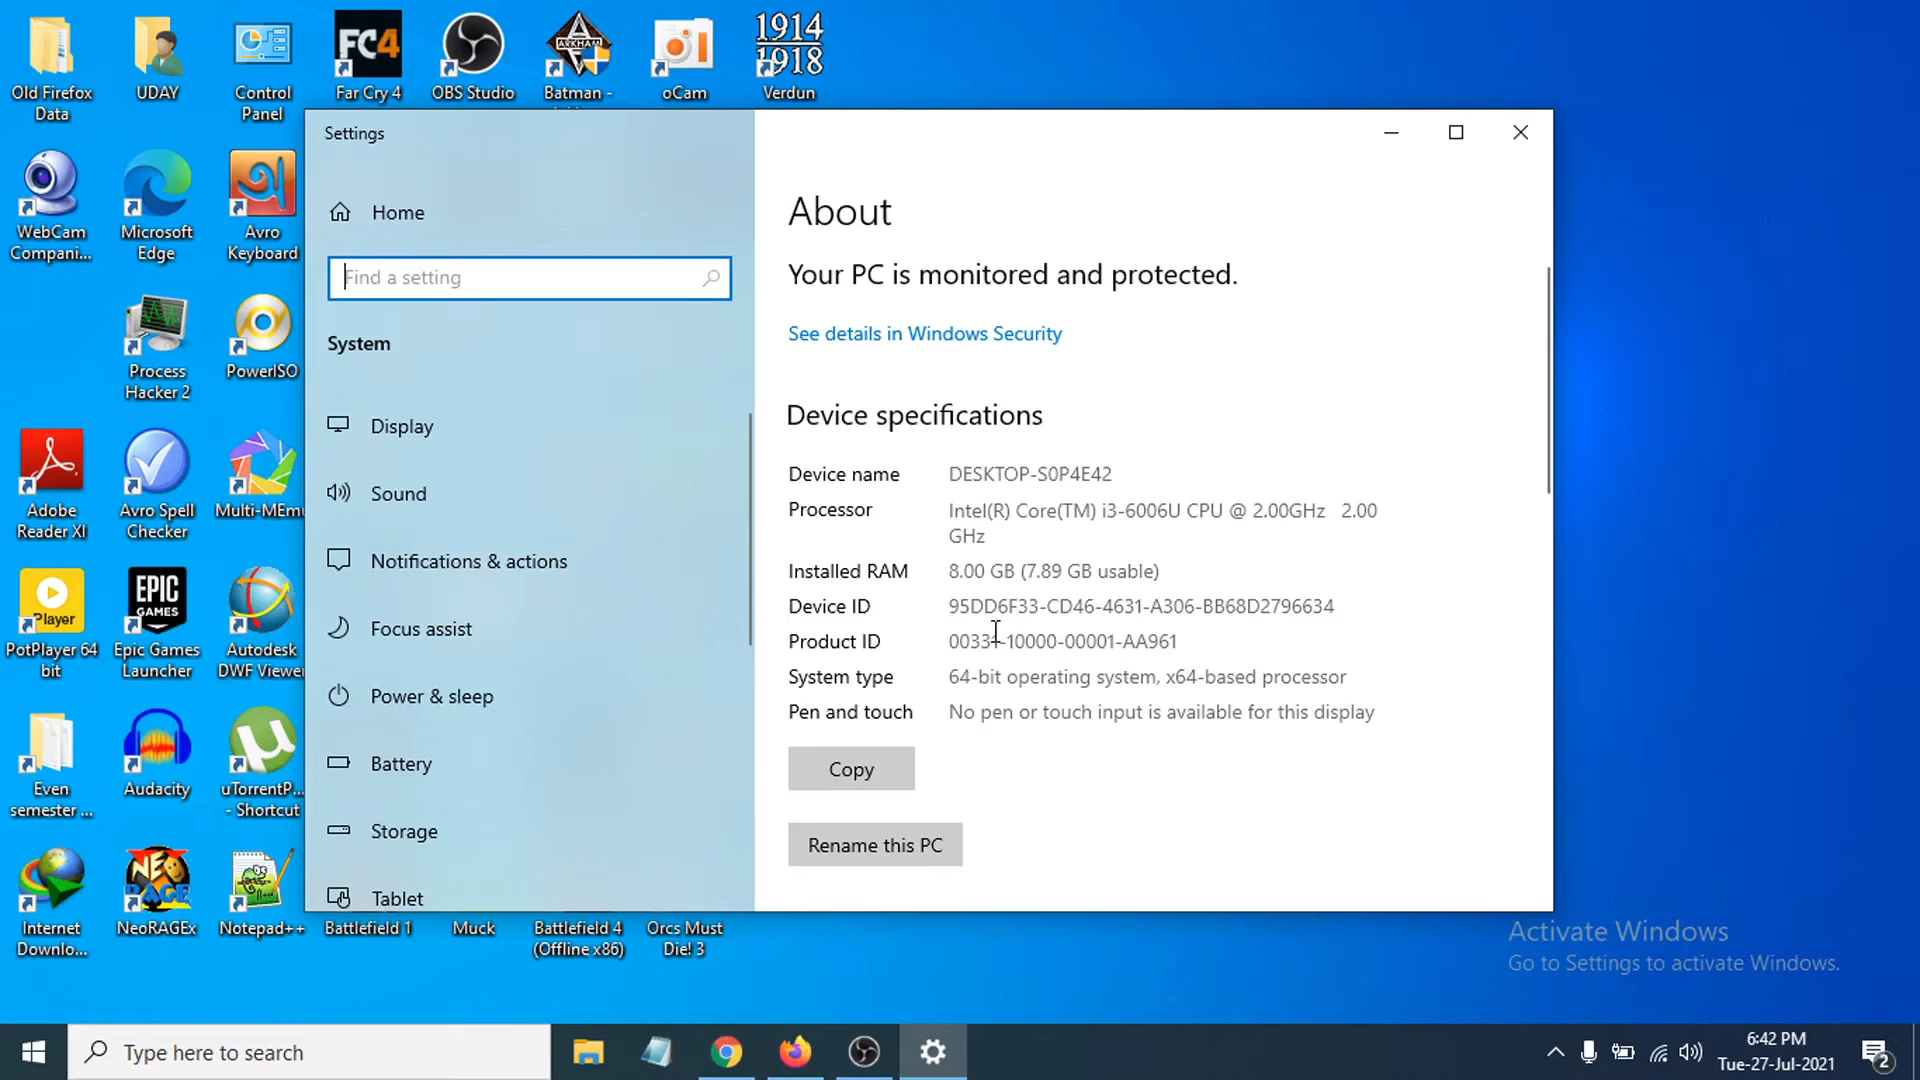 Old Firefox
Data
UDAY
Control
Panel
FC4
Far Cry 4
OBS Studio
ARKHAM
Batman -
oCam
1914
1918
Verdun
WebCam
Compani...
Microsoft
Edge
Avro
Keyboard
Process
Hacker 2
PowerISO
Adobe
Reader XI
Avro Spell
Checker
Multi-MEm
Player
PotPlayer 64
bit
EPIC
GAMES
Epic Games
Launcher
Autodesk
DWF Viewer
Even
semester ...
Audacity
uTorrentP...
- Shortcut
Internet
Downlo...
NEO
RAGE
NeoRAGEx
Notepad++
Battlefield 1
Muck
Battlefield 4
(Offline x86)
Orcs Must
Die! 3
Settings
Home
Find a setting
System
Display
Sound
Notifications & actions
Focus assist
Power & sleep
Battery
Storage
Tablet
About
Your PC is monitored and protected.
See details in Windows Security
Device specifications
Device name DESKTOP-S0P4E42
Processor Intel(R) Core(TM) i3-6006U CPU @ 2.00GHz 2.00
GHz
Installed RAM 8.00 GB (7.89 GB usable)
Device ID 95DD6F33-CD46-4631-A306-BB68D2796634
Product ID 00331-10000-00001-AA961
System type 64-bit operating system, x64-based processor
Pen and touch No pen or touch input is available for this display
Copy
Rename this PC
Activate Windows
Go to Settings to activate Windows.
Type here to search
6:42 PM
Tue-27-Jul-2021
2